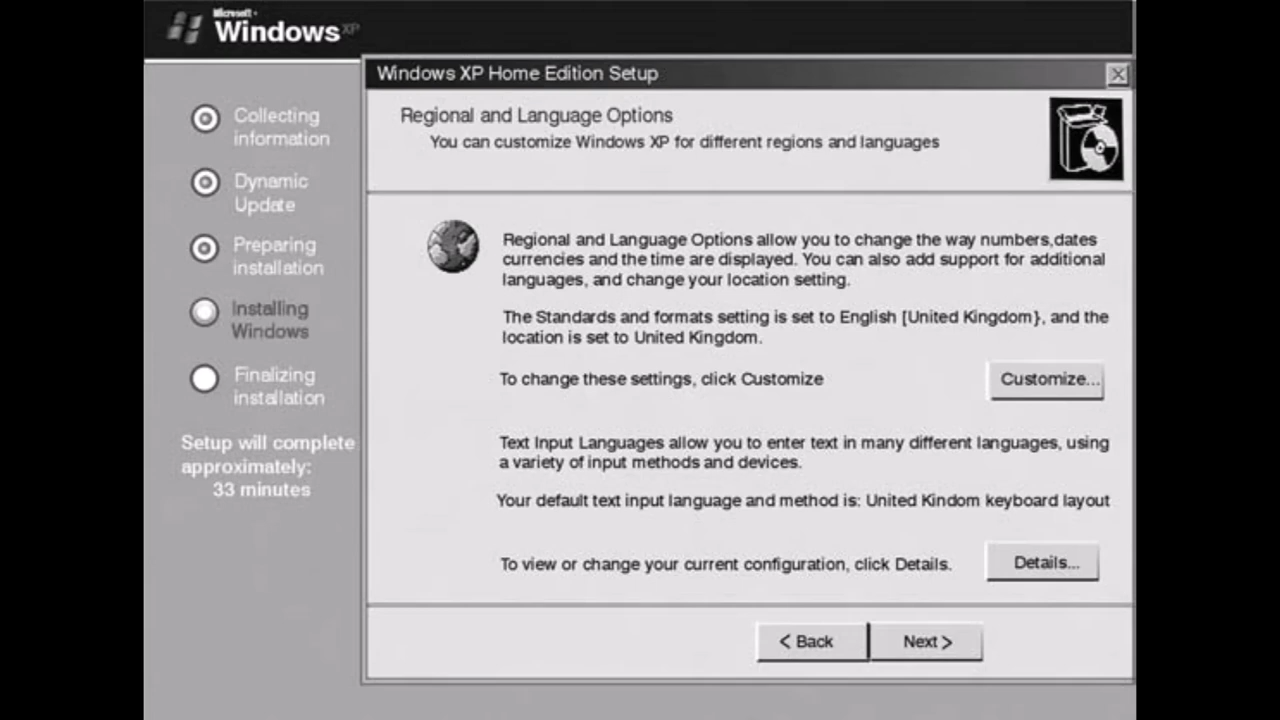 Microsoft
Windows XP
Windows XP Home Edition Setup
Collecting
information
Dynamic
Update
Preparing
installation
Installing
Windows
Finalizing
installation
Setup will complete
approximately:
33 minutes
Regional and Language Options
You can customize Windows XP for different regions and languages
Regional and Language Options allow you to change the way numbers,dates
currencies and the time are displayed. You can also add support for additional
languages, and change your location setting.
The Standards and formats setting is set to English [United Kingdom}, and the
location is set to United Kingdom.
To change these settings, click Customize
Customize...
Text Input Languages allow you to enter text in many different languages, using
a variety of input methods and devices.
Your default text input language and method is: United Kindom keyboard layout
To view or change your current configuration, click Details.
Details...
< Back
Next >